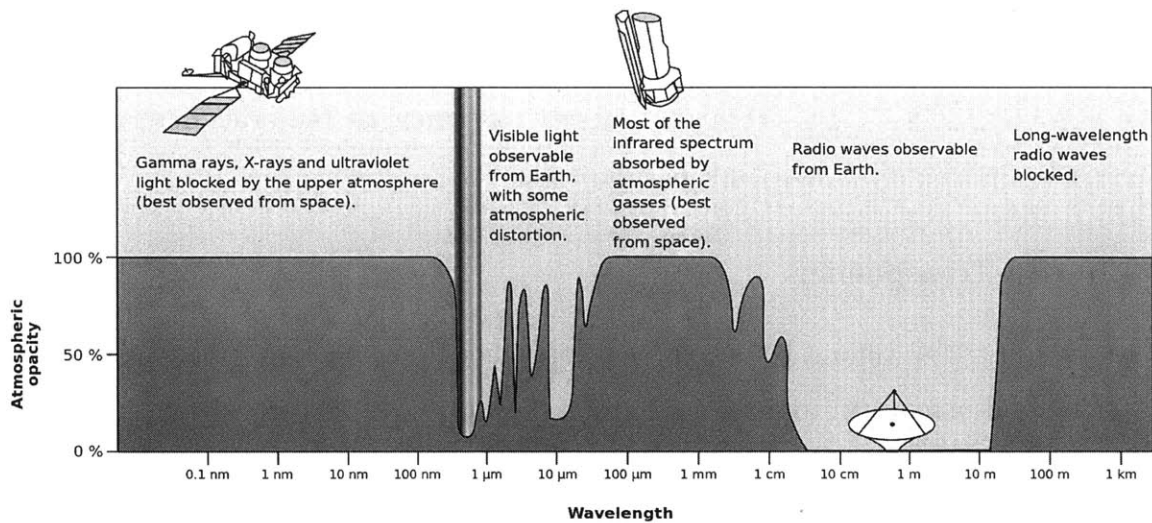 Gamma rays, X-rays and ultraviolet
light blocked by the upper atmosphere
(best observed from space).
Visible light
observable
from Earth,
with some
atmospheric
distortion.
Most of the
infrared spectrum
absorbed by
atmospheric
gasses (best
observed
from space).
Radio waves observable
from Earth.
Long-wavelength
radio waves
blocked.
Atmospheric
opacity
100 %
50 %
0 %
0.1 nm
1 nm
10 nm
100 nm
1 μm
10 μm
100 μm
1 mm
1 cm
10 cm
1 m
10 m
100 m
1 km
Wavelength